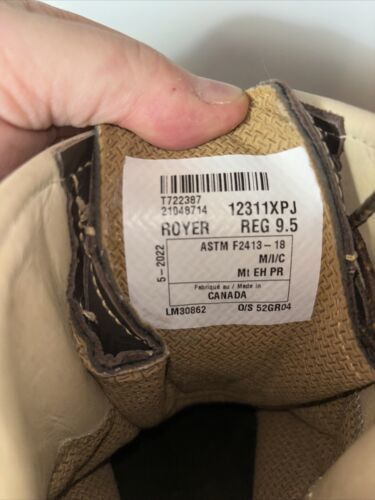 T722387
21048714 12311XPJ
ROYER REG 9.5
5-2022
ASTM F2413-18
M/I/C
Mt EH PR
Fabriqué au / Made in
CANADA
LM30862 O/S 52GR04